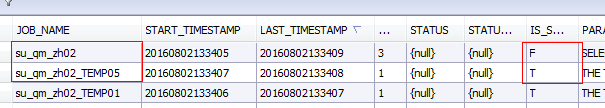 JOB_NAME START_TIMESTAMP LAST_TIMESTAMP ... STATUS STATU... IS_S... PARA
su_qm_zh02 20160802133405 20160802133409 3 {null} {null} F SELE
su_qm_zh02_TEMP05 20160802133407 20160802133408 1 {null} {null} T THE T
su_qm_zh02_TEMP01 20160802133406 20160802133407 1 {null} {null} T THE T